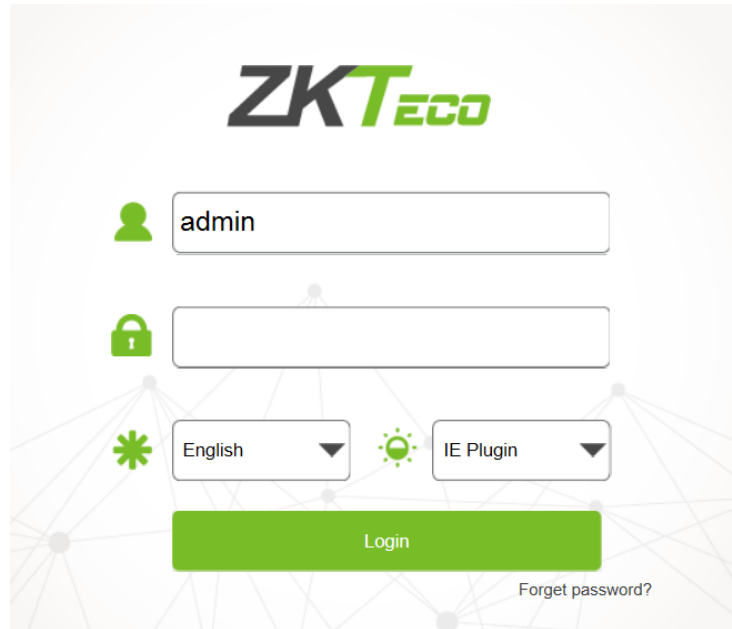 ZKTECO
admin
English
IE Plugin
Login
Forget password?